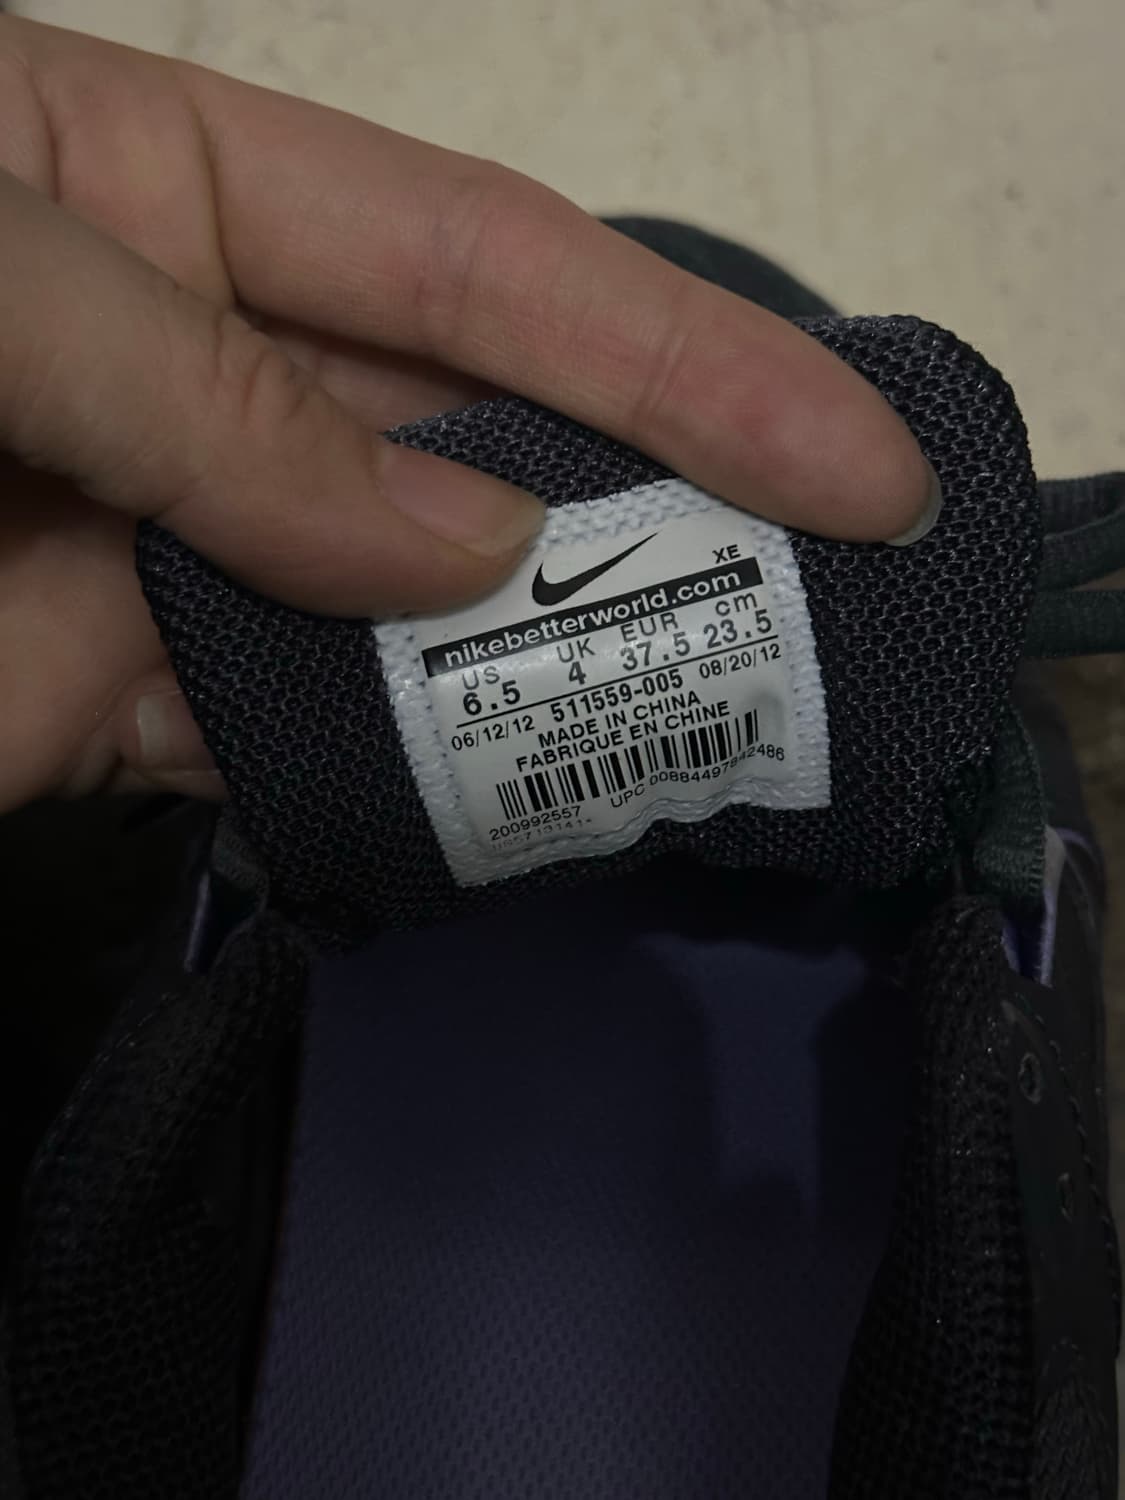 XE
nikebetterworld.com
US UK EUR cm
6.5 4 37.5 23.5
06/12/12 511559-005 08/20/12
MADE IN CHINA
FABRIQUE EN CHINE
200992557 UPC